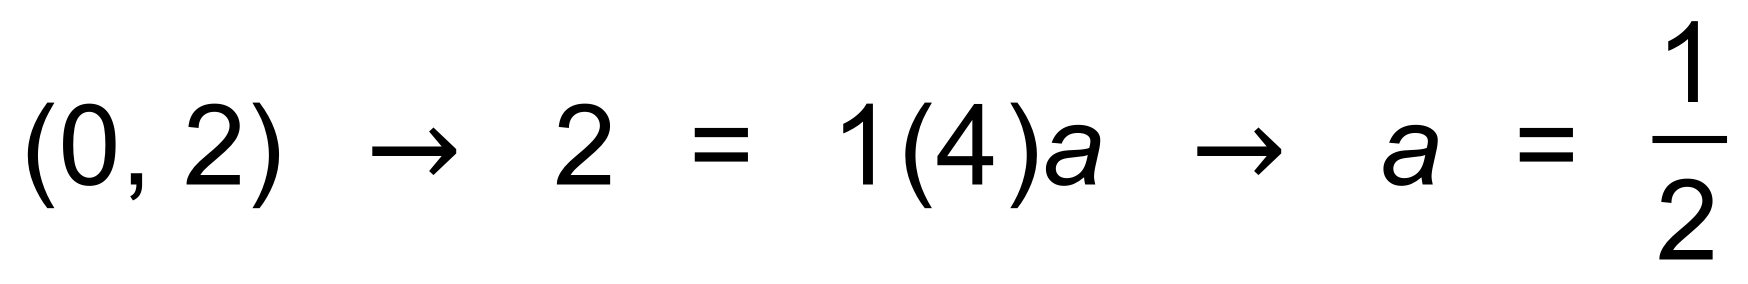 (0, 2) → 2 = 1(4)a → a = 1/2